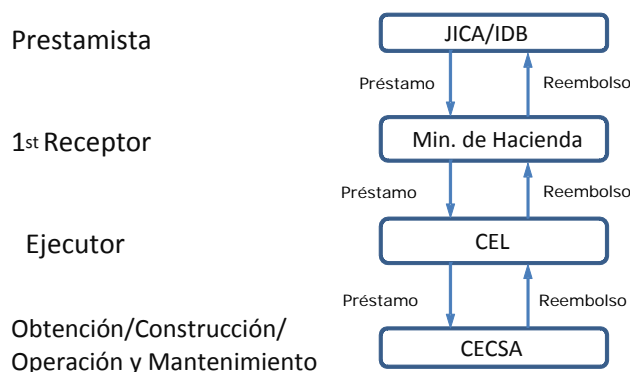 Prestamista
JICA/IDB
Préstamo
Reembolso
1st Receptor
Min. de Hacienda
Préstamo
Reembolso
Ejecutor
CEL
Préstamo
Reembolso
Obtención/Construcción/
Operación y Mantenimiento
CECSA